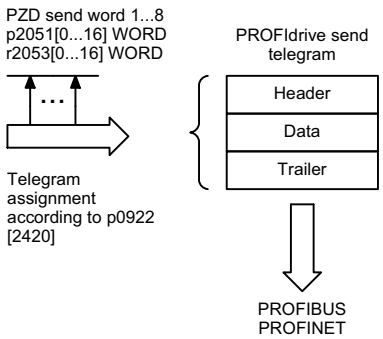 PZD send word 1...8
p2051[0...16] WORD
r2053[0...16] WORD
...
Telegram
assignment
according to p0922
[2420]
PROFIdrive send
telegram
Header
Data
Trailer
PROFIBUS
PROFINET